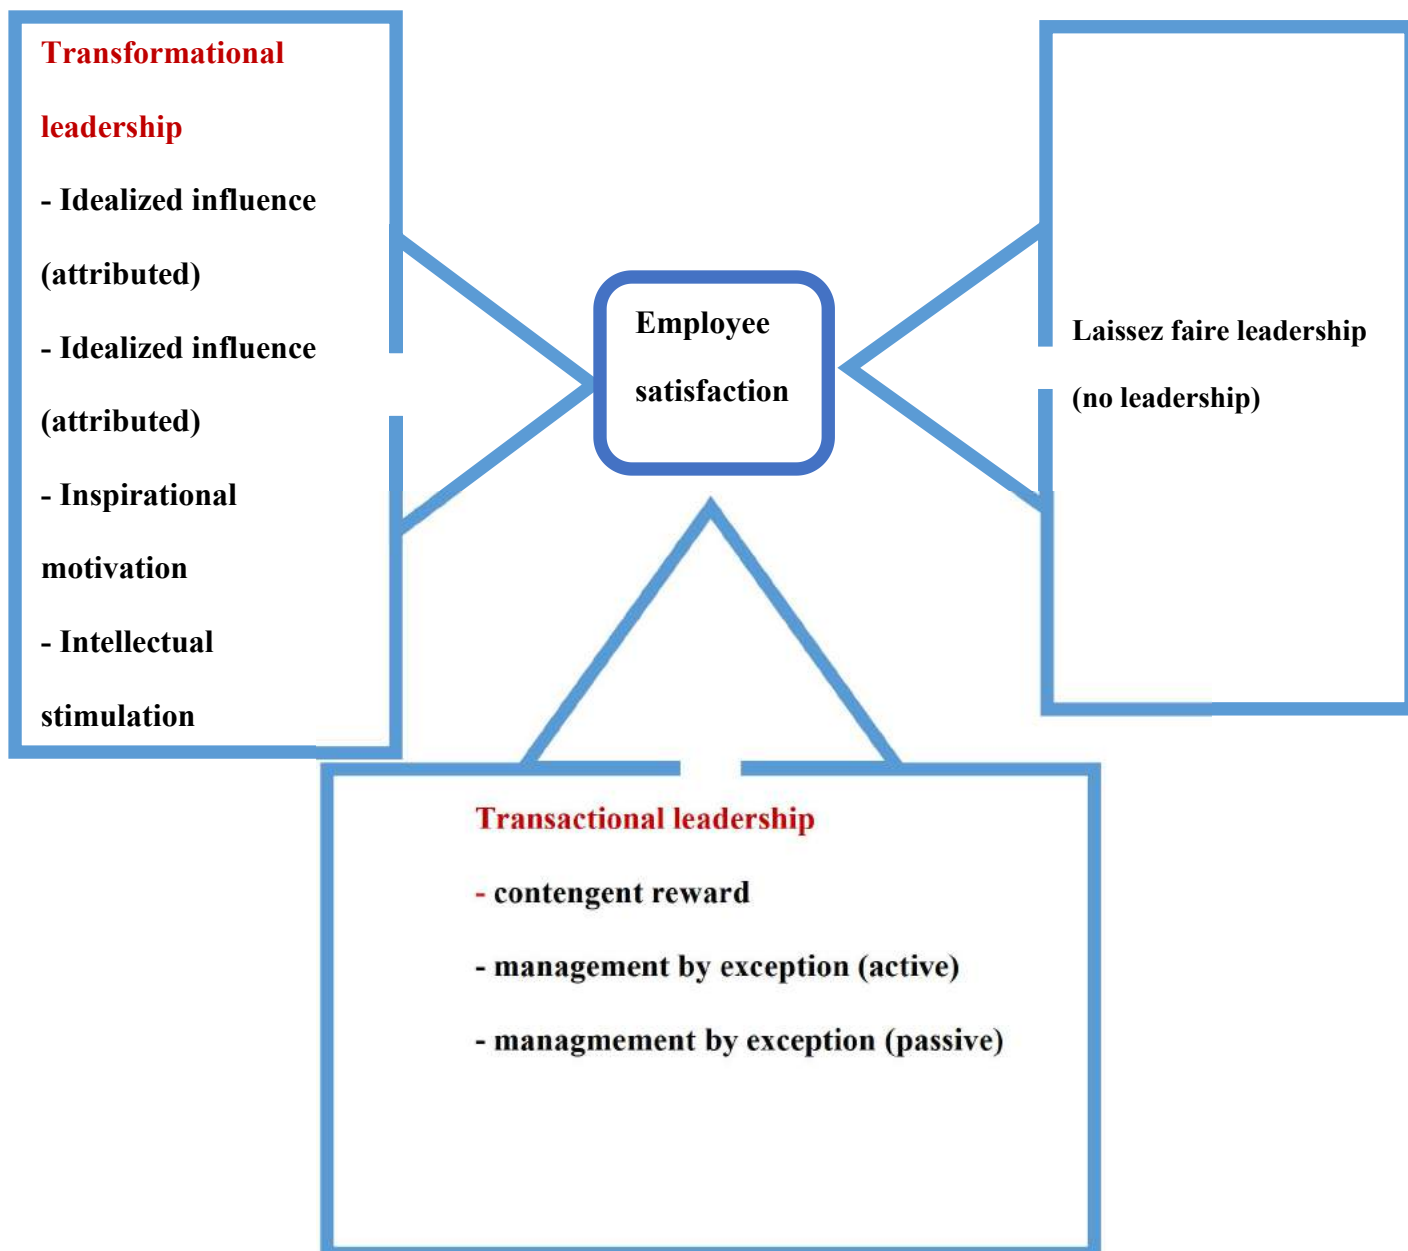 Transformational
leadership
- Idealized influence
(attributed)
- Idealized influence
(attributed)
- Inspirational
motivation
- Intellectual
stimulation
Employee
satisfaction
Laissez faire leadership
(no leadership)
Transactional leadership
- contengent reward
- management by exception (active)
- managmement by exception (passive)